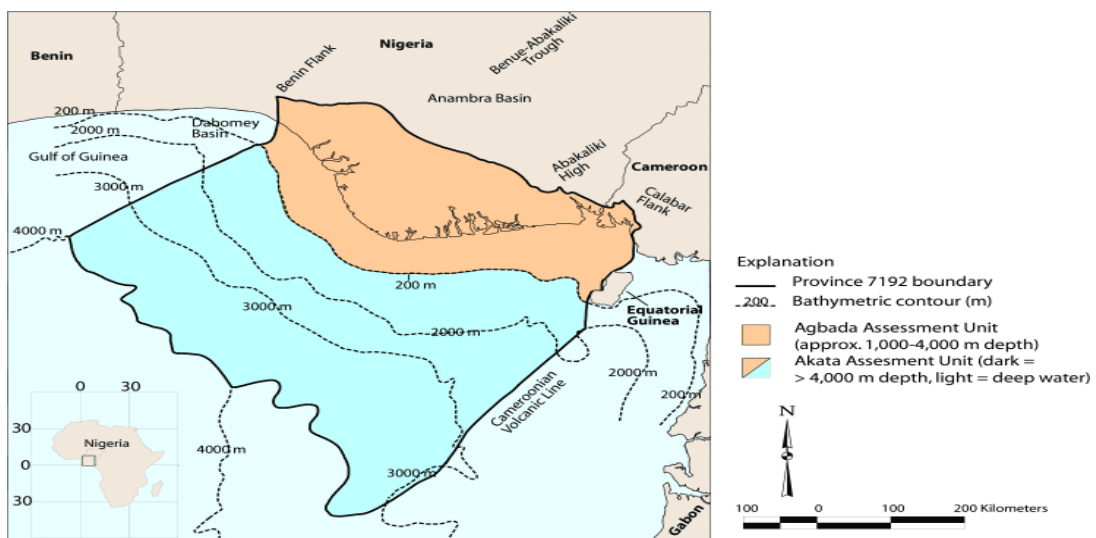 Benin
Nigeria
Benue-Abakaliki
Trough
Benin Flank
Anambra Basin
200 m
2000 m
Dahomey
Basin
Gulf of Guinea
3000 m
Abakaliki
High
Cameroon
Calabar
Flank
4000 m
200 m
3000 m
2000 m
Equatorial
Guinea
2000 m
200 m
Cameroonian
Volcanic Line
4000 m
3000 m
Gabon
0 30
30
Nigeria
0
30
Explanation
Province 7192 boundary
200 Bathymetric contour (m)
Agbada Assessment Unit
(approx. 1,000-4,000 m depth)
Akata Assesment Unit (dark =
> 4,000 m depth, light = deep water)
N
100 0 100 200 Kilometers